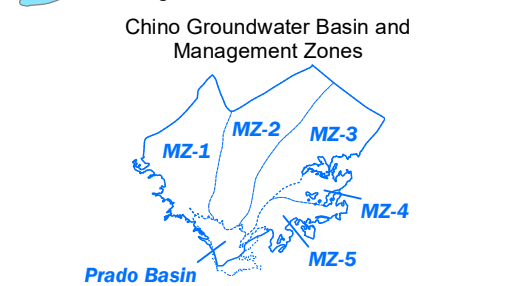 Chino Groundwater Basin and
Management Zones
MZ-1
MZ-2
MZ-3
MZ-4
MZ-5
Prado Basin